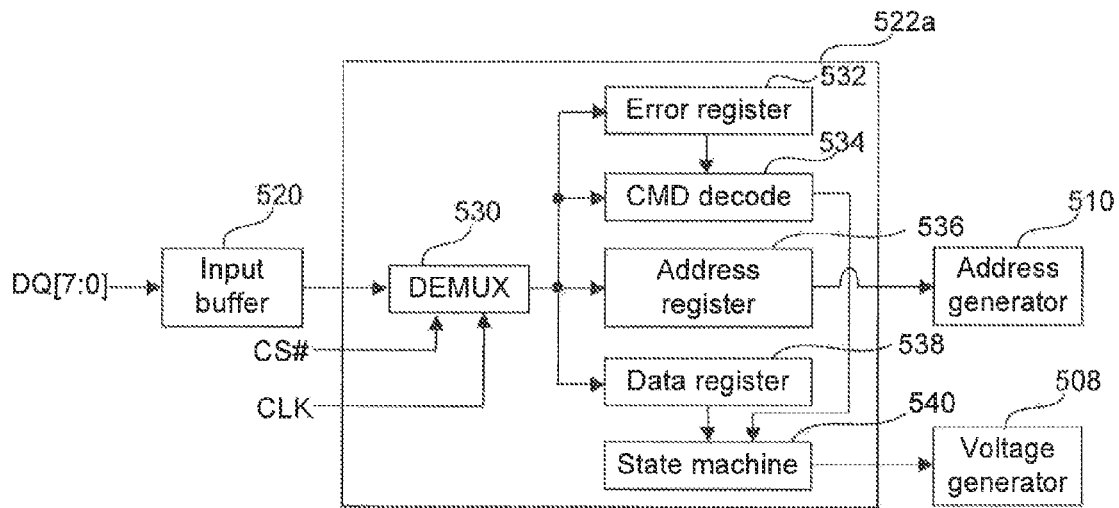 522a
532
Error register
534
CMD decode
520
530
536
510
DQ[7:0]
Input
buffer
DEMUX
Address
register
Address
generator
CS#
538
CLK
Data register
540
508
State machine
Voltage
generator